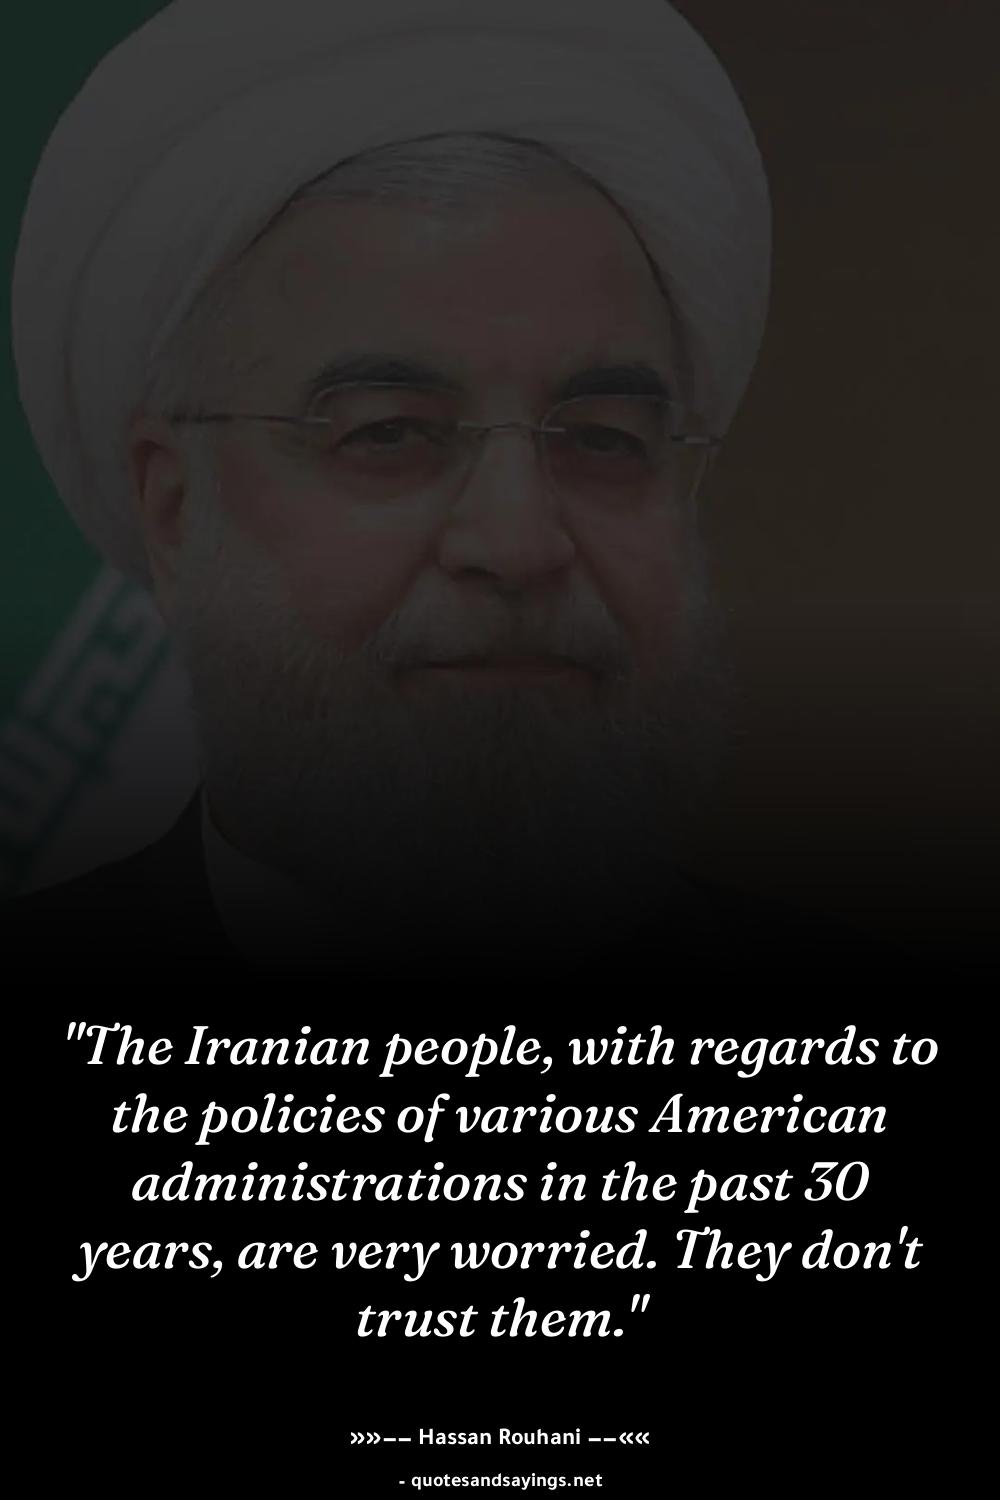 "The Iranian people, with regards to
the policies of various American
administrations in the past 30
years, are very worried. They don't
trust them."
»»–– Hassan Rouhani ––««
- quotesandsayings.net